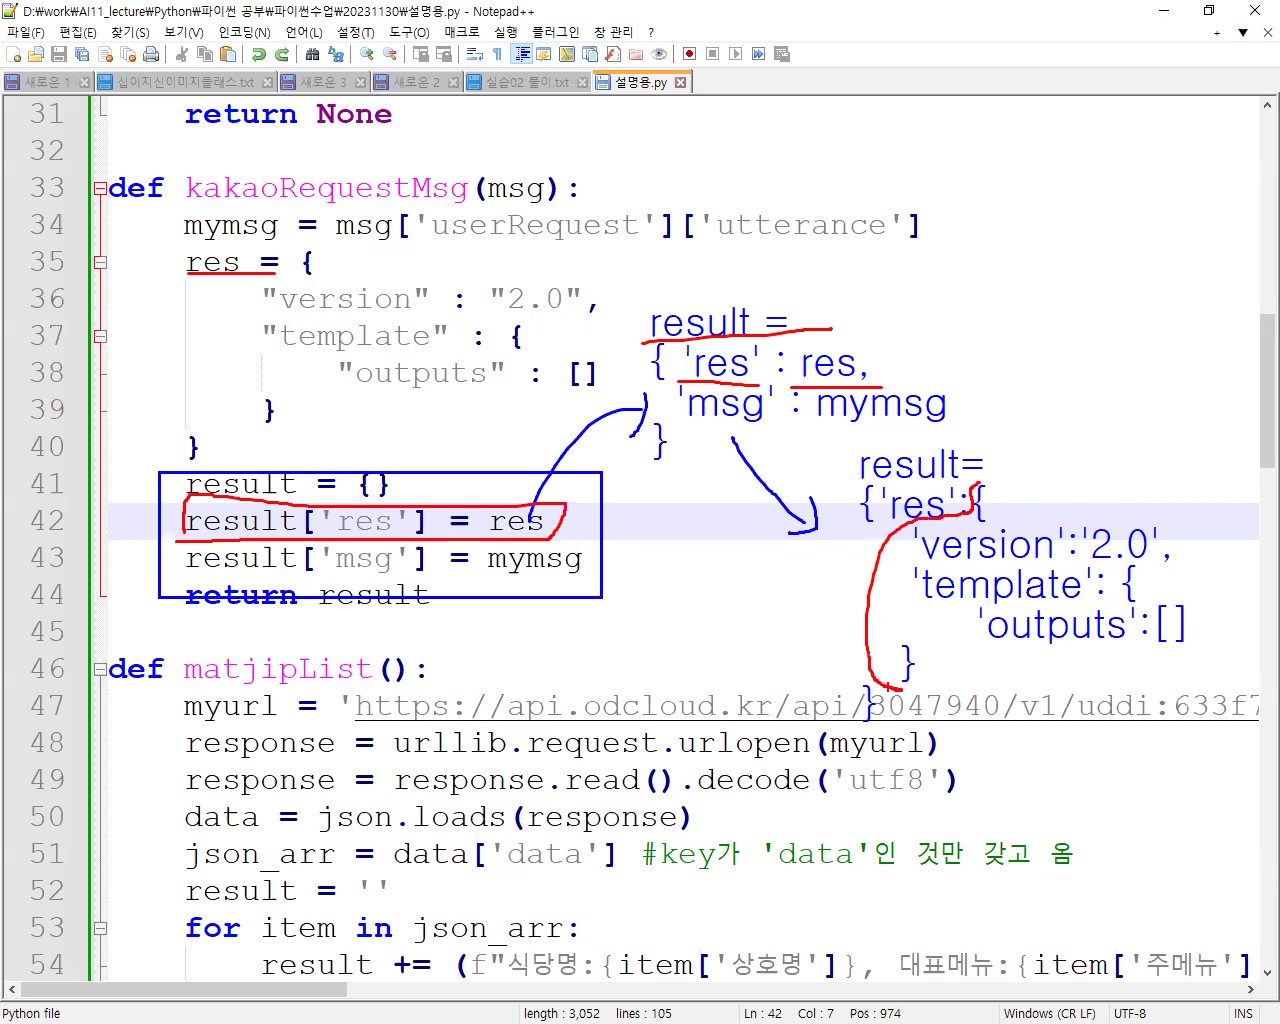 D:₩work₩AI11_lecture₩Python₩파이썬 공부₩파이썬수업₩20231130₩설명용.py - Notepad++
파일(F) 편집(E) 찾기(S) 보기(V) 인코딩(N) 언어(L) 설정(T) 도구(O) 매크로 실행 플러그인 창 관리 ?
새로운 1 십이지신이미지클래스.txt 새로운 3 새로운 2 실습02 풀이.txt 설명용.py
31 return None
32
33 def kakaoRequestMsg(msg):
34 mymsg = msg['userRequest']['utterance']
35 res = {
36 "version" : "2.0",
37 "template" : {
38 "outputs" : []
39 }
40 }
41 result = {}
42 result['res'] = res
43 result['msg'] = mymsg
44 return result
45
46 def matjipList():
47 myurl = 'https://api.odcloud.kr/api/3047940/v1/uddi:633f7
48 response = urllib.request.urlopen(myurl)
49 response = response.read().decode('utf8')
50 data = json.loads(response)
51 json_arr = data['data'] #key가 'data'인 것만 갖고 옴
52 result = ''
53 for item in json_arr:
54 result += (f"식당명:{item['상호명']}, 대표메뉴:{item['주메뉴']
result =
{ 'res' : res,
'msg' : mymsg
}
result=
{'res':{
'version':'2.0',
'template': {
'outputs':[]
}
}
Python file length : 3,052 lines : 105 Ln : 42 Col : 7 Pos : 974 Windows (CR LF) UTF-8 INS